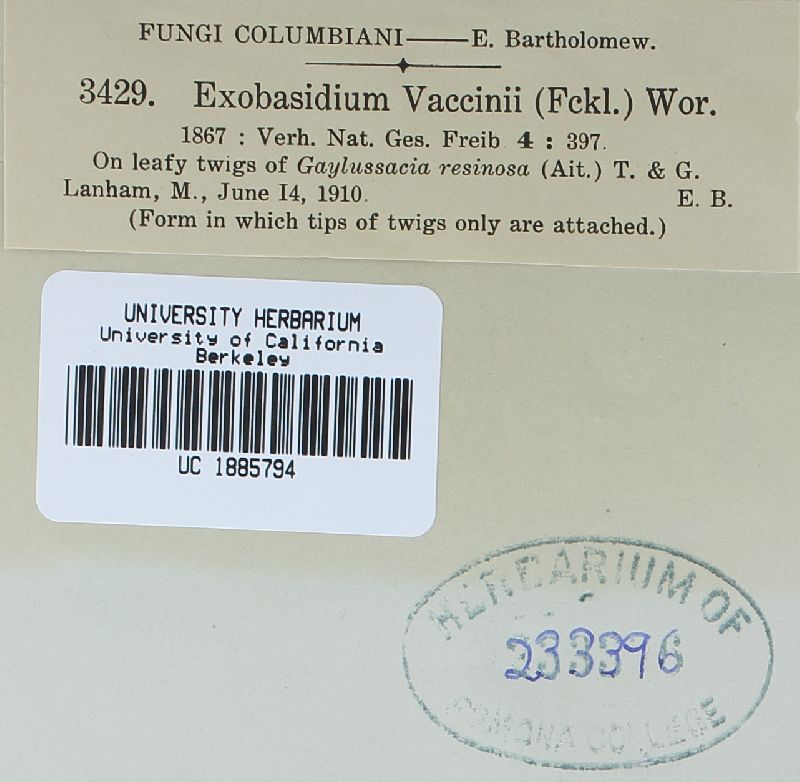 FUNGI COLUMBIANI——E. Bartholomew.
3429. Exobasidium Vaccinii (Fckl.) Wor.
1867 : Verh. Nat. Ges. Freib 4 : 397.
On leafy twigs of Gaylussacia resinosa (Ait.) T. & G.
Lanham, M., June 14, 1910. E. B.
(Form in which tips of twigs only are attached.)
UNIVERSITY HERBARIUM
University of California
Berkeley
UC 1885794
HERBARIUM OF
233396
POMONA COLLEGE